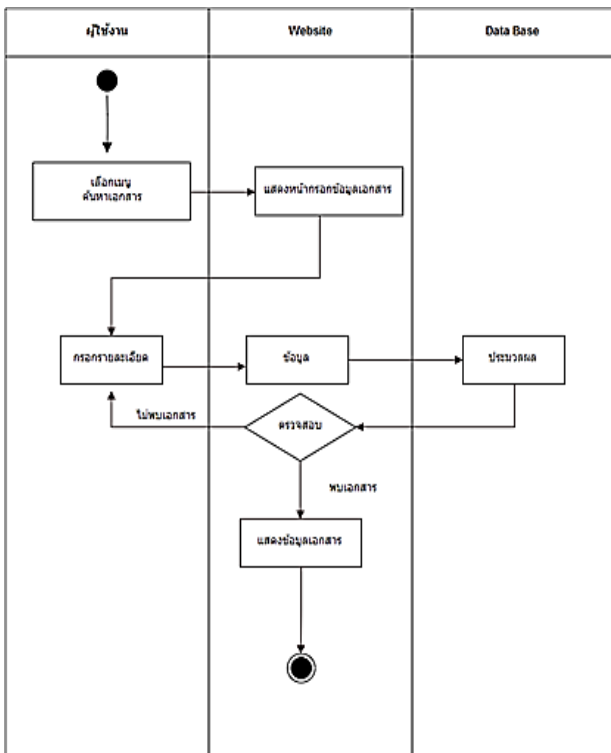 ผู้ใช้งาน
Website
Data Base
เลือกเมนู
ค้นหาเอกสาร
แสดงหน้ากรอกข้อมูลเอกสาร
กรอกรายละเอียด
ข้อมูล
ประมวลผล
ไม่พบเอกสาร
ตรวจสอบ
พบเอกสาร
แสดงข้อมูลเอกสาร